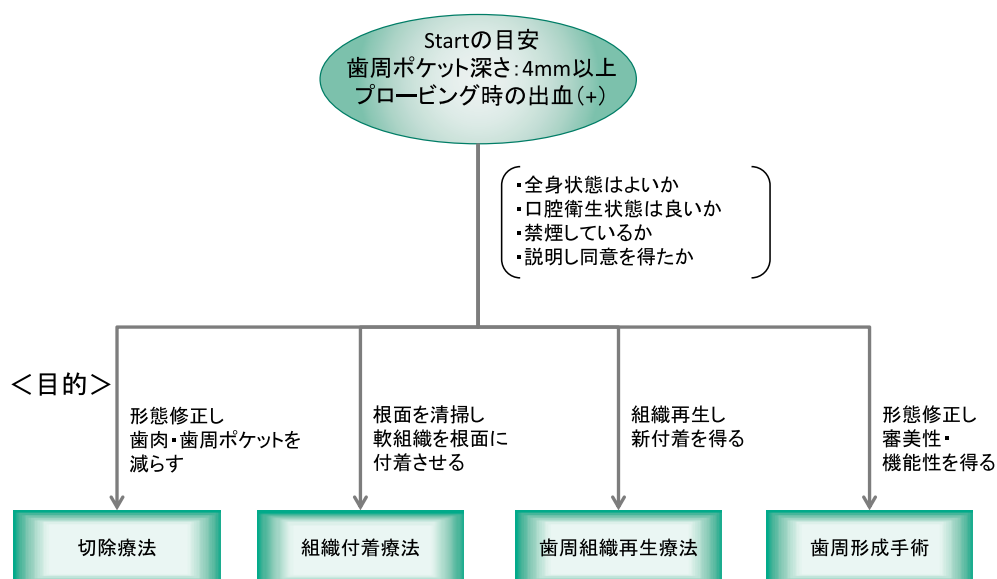 Startの目安
歯周ポケット深さ：4mm以上
プロービング時の出血（+）
・全身状態はよいか
・口腔衛生状態は良いか
・禁煙しているか
・説明し同意を得たか
＜目的＞
形態修正し
歯肉・歯周ポケットを
減らす
根面を清掃し
軟組織を根面に
付着させる
組織再生し
新付着を得る
形態修正し
審美性・
機能性を得る
切除療法
組織付着療法
歯周組織再生療法
歯周形成手術